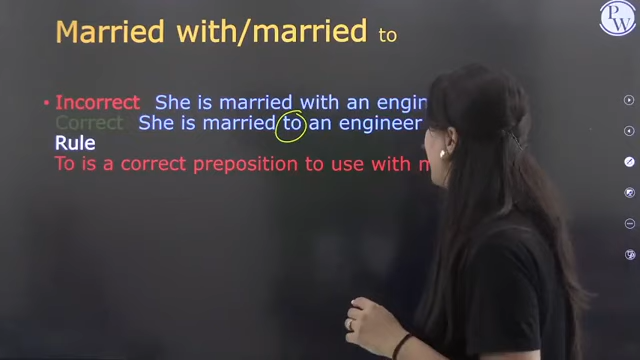 PW
Married with/married to
• Incorrect She is married with an engin
Correct She is married to an engineer
Rule
To is a correct preposition to use with m